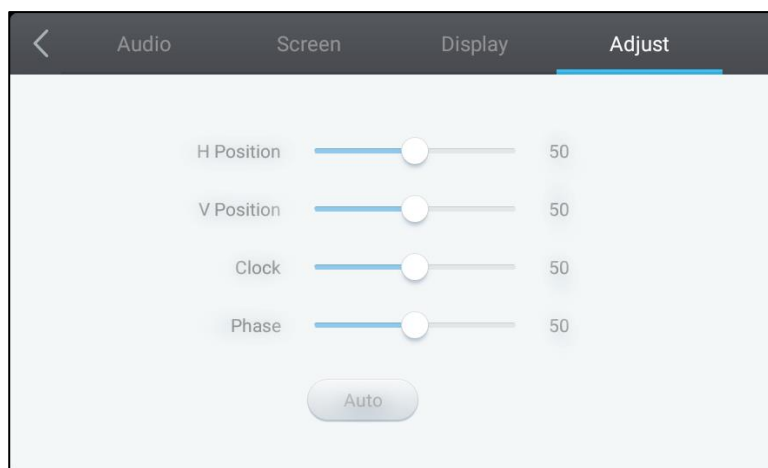 Audio Screen Display Adjust
H Position 50
V Position 50
Clock 50
Phase 50
Auto